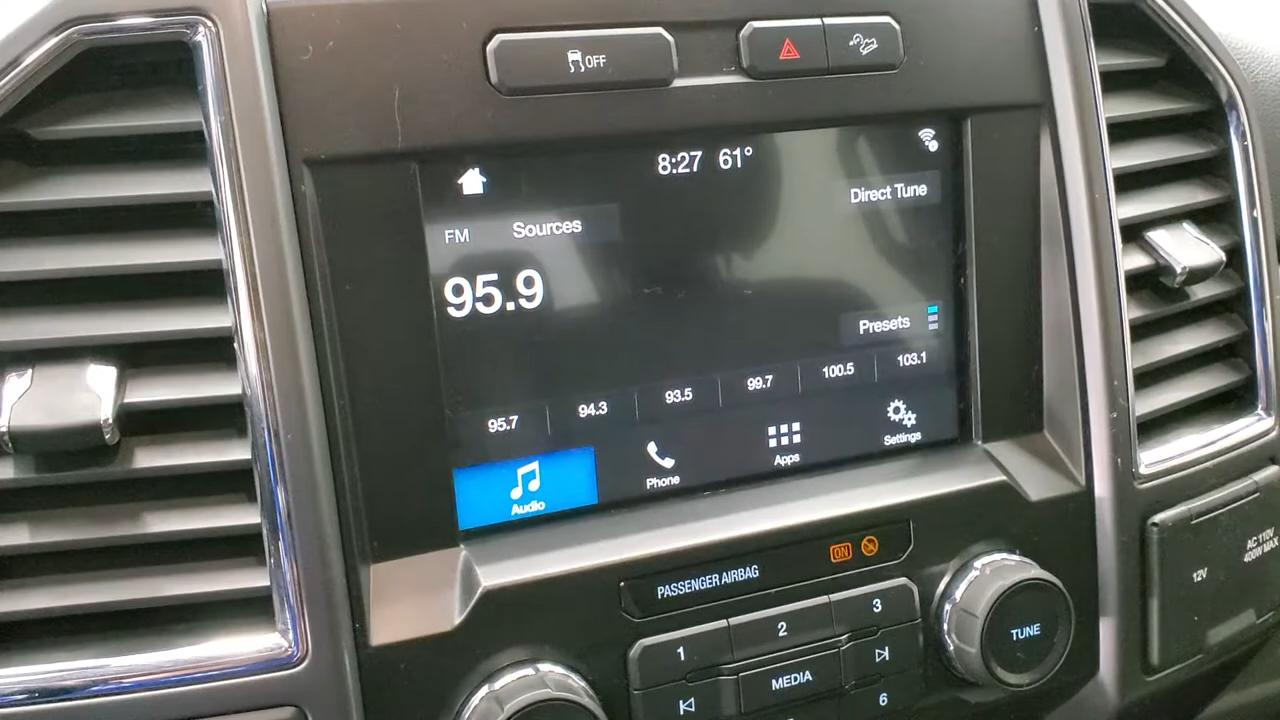 OFF
8:27 61°
Direct Tune
FM Sources
95.9
Presets
95.7 94.3 93.5 99.7 100.5 103.1
Audio Phone Apps Settings
PASSENGER AIRBAG ON
1 2 3
MEDIA
6
TUNE
AC 110V
400W MAX
12V